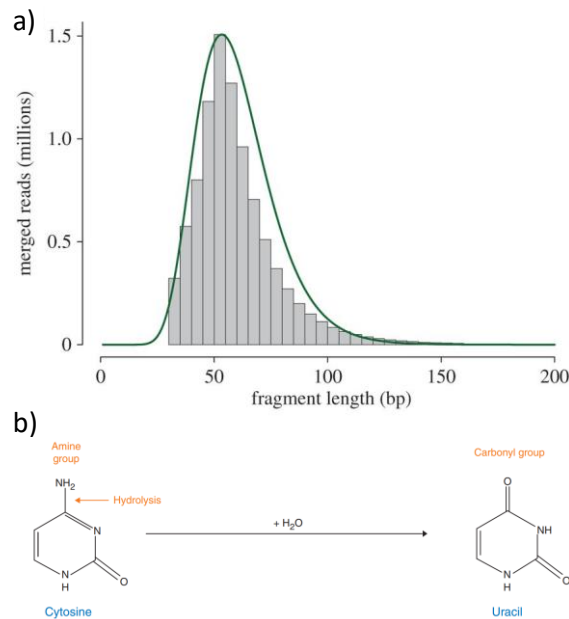 a)
1.5
1.0
0.5
0
merged reads (millions)
0 50 100 150 200
fragment length (bp)
b)
Amine
group
Carbonyl group
NH2
Hydrolysis
O
+ H2O
N
NH
N
H
O
N
H
O
Cytosine
Uracil